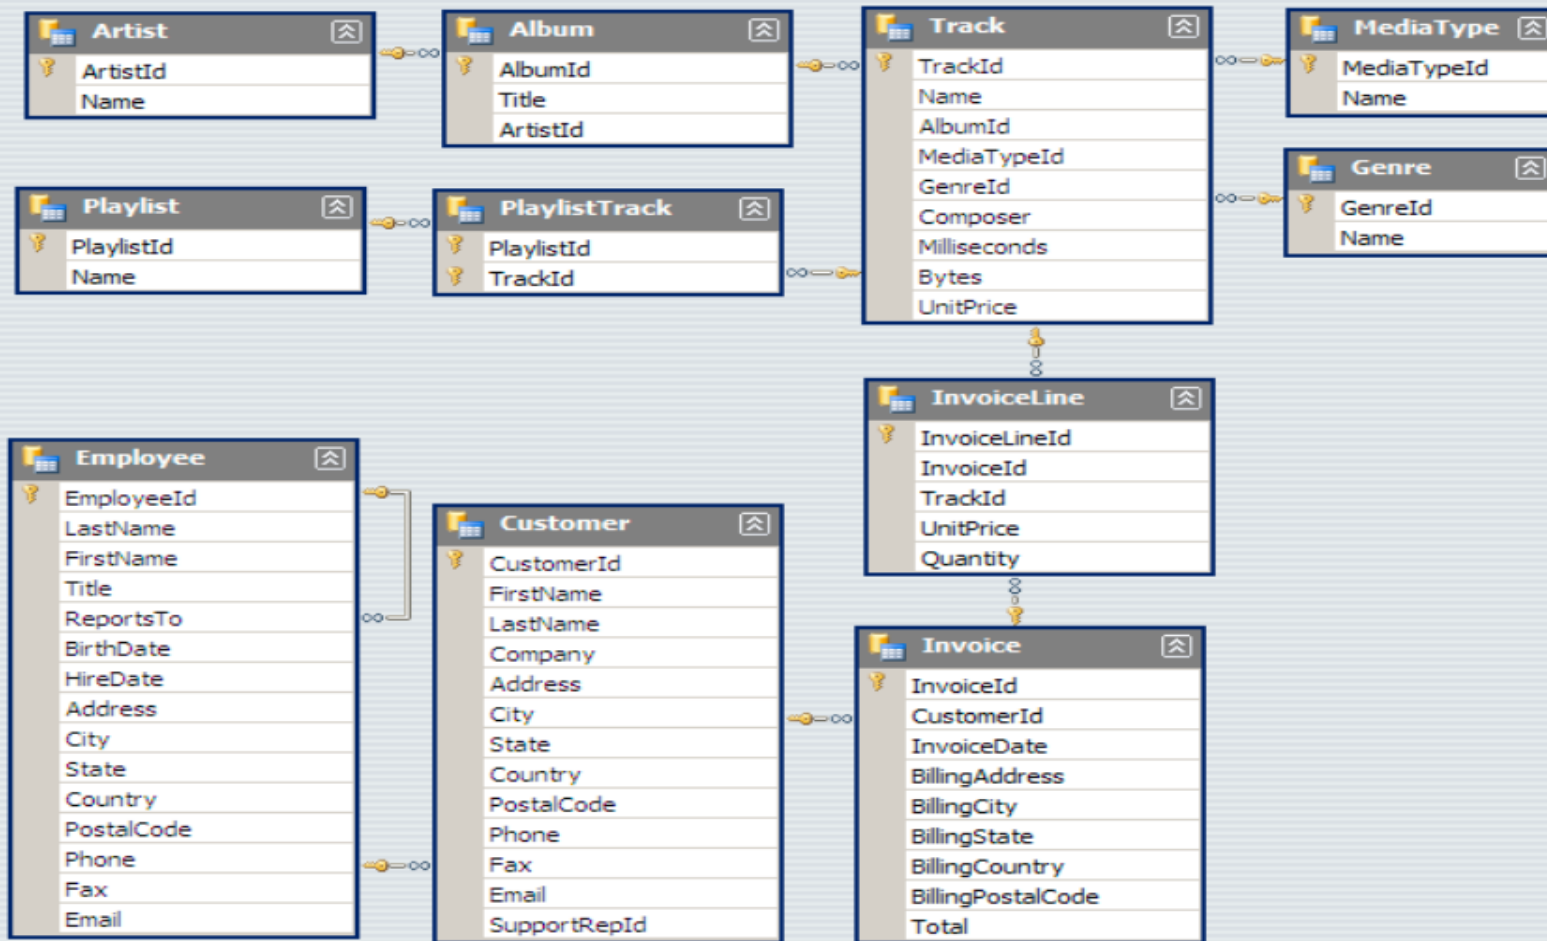 Artist
ArtistId
Name
Album
AlbumId
Title
ArtistId
Track
TrackId
Name
AlbumId
MediaTypeId
GenreId
Composer
Milliseconds
Bytes
UnitPrice
MediaType
MediaTypeId
Name
Genre
GenreId
Name
Playlist
PlaylistId
Name
PlaylistTrack
PlaylistId
TrackId
InvoiceLine
InvoiceLineId
InvoiceId
TrackId
UnitPrice
Quantity
Employee
EmployeeId
LastName
FirstName
Title
ReportsTo
BirthDate
HireDate
Address
City
State
Country
PostalCode
Phone
Fax
Email
Customer
CustomerId
FirstName
LastName
Company
Address
City
State
Country
PostalCode
Phone
Fax
Email
SupportRepId
Invoice
InvoiceId
CustomerId
InvoiceDate
BillingAddress
BillingCity
BillingState
BillingCountry
BillingPostalCode
Total